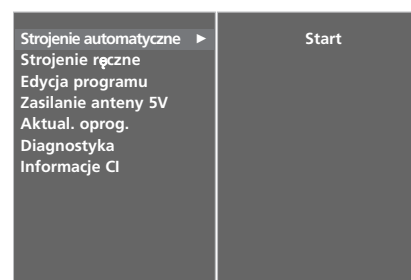 Strojenie automatyczne ►
Start
Strojenie ręczne
Edycja programu
Zasilanie anteny 5V
Aktual. oprog.
Diagnostyka
Informacje CI